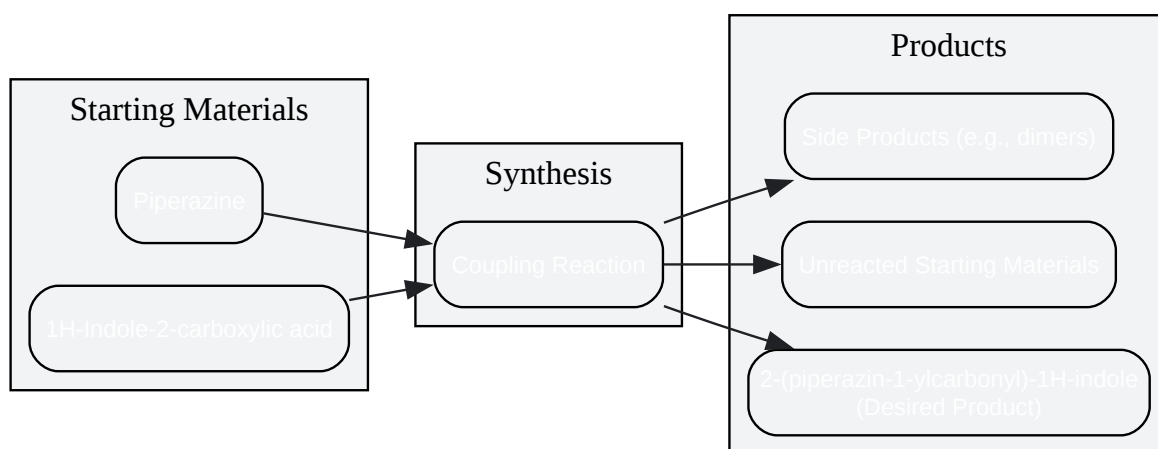 Starting Materials
Piperazine
1H-Indole-2-carboxylic acid
Synthesis
Coupling Reaction
Products
Side Products (e.g., dimers)
Unreacted Starting Materials
2-(piperazin-1-ylcarbonyl)-1H-indole
(Desired Product)